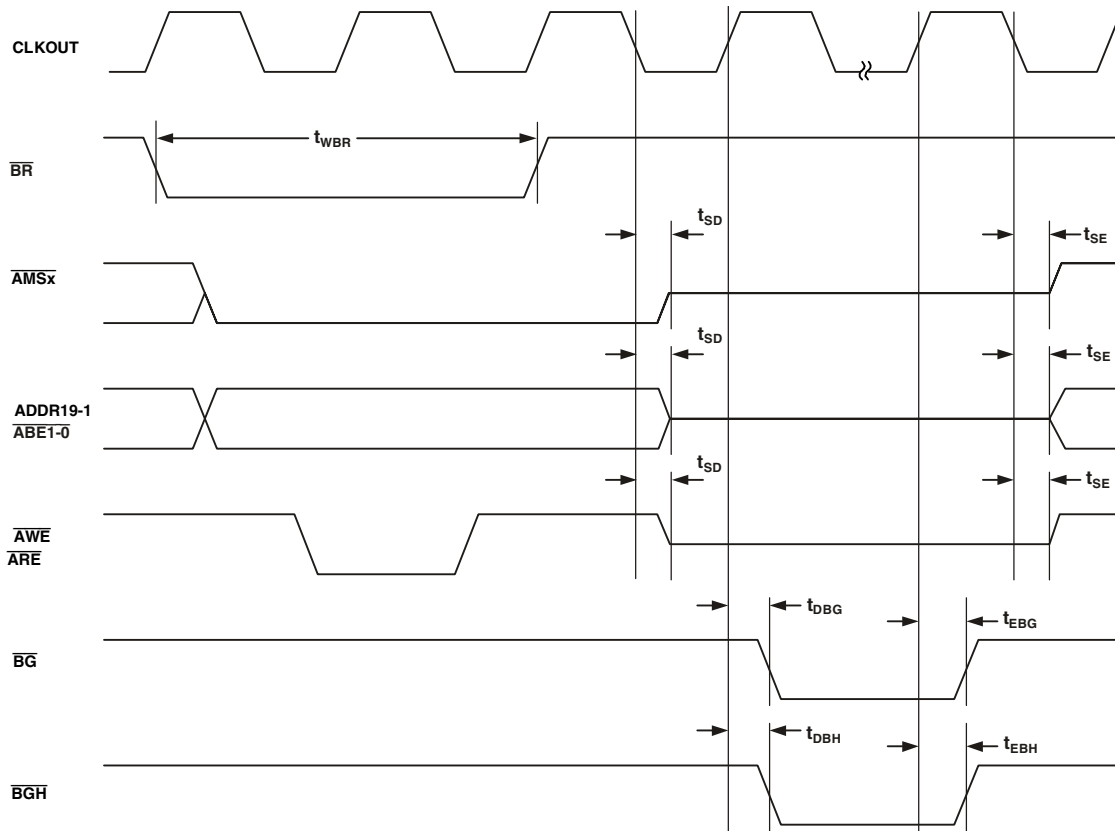 CLKOUT
tWBR
BR
tSD
tSE
AMSx
tSD
tSE
ADDR19-1
ABE1-0
tSD
tSE
AWE
ARE
tDBG
tEBG
BG
tDBH
tEBH
BGH